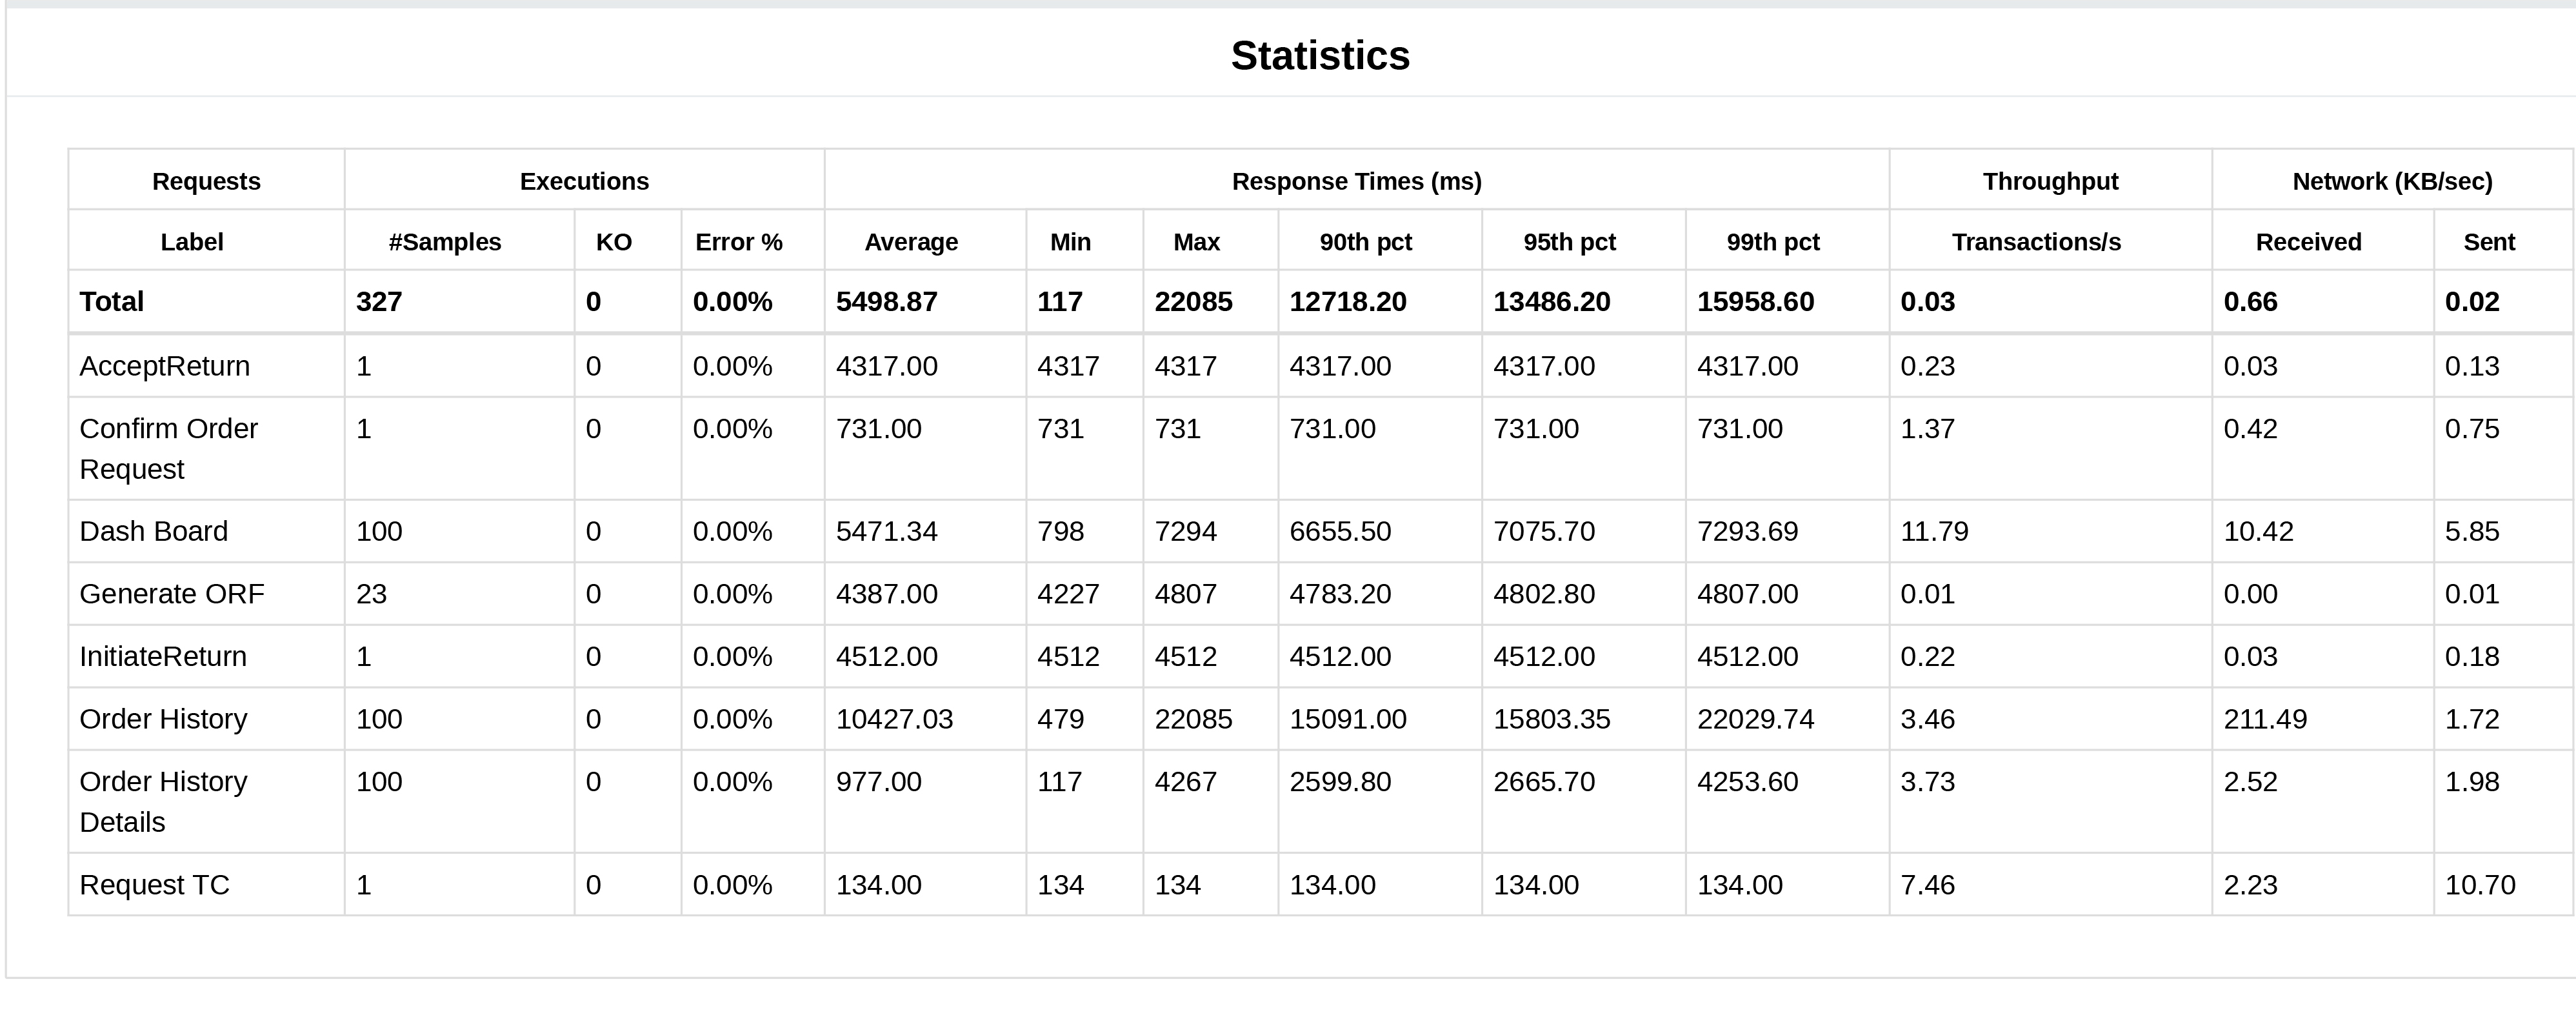 Statistics
Requests Executions Response Times (ms) Throughput Network (KB/sec)
Label #Samples KO Error % Average Min Max 90th pct 95th pct 99th pct Transactions/s Received Sent
Total 327 0 0.00% 5498.87 117 22085 12718.20 13486.20 15958.60 0.03 0.66 0.02
AcceptReturn 1 0 0.00% 4317.00 4317 4317 4317.00 4317.00 4317.00 0.23 0.03 0.13
Confirm Order 1 0 0.00% 731.00 731 731 731.00 731.00 731.00 1.37 0.42 0.75
Request
Dash Board 100 0 0.00% 5471.34 798 7294 6655.50 7075.70 7293.69 11.79 10.42 5.85
Generate ORF 23 0 0.00% 4387.00 4227 4807 4783.20 4802.80 4807.00 0.01 0.00 0.01
InitiateReturn 1 0 0.00% 4512.00 4512 4512 4512.00 4512.00 4512.00 0.22 0.03 0.18
Order History 100 0 0.00% 10427.03 479 22085 15091.00 15803.35 22029.74 3.46 211.49 1.72
Order History 100 0 0.00% 977.00 117 4267 2599.80 2665.70 4253.60 3.73 2.52 1.98
Details
Request TC 1 0 0.00% 134.00 134 134 134.00 134.00 134.00 7.46 2.23 10.70